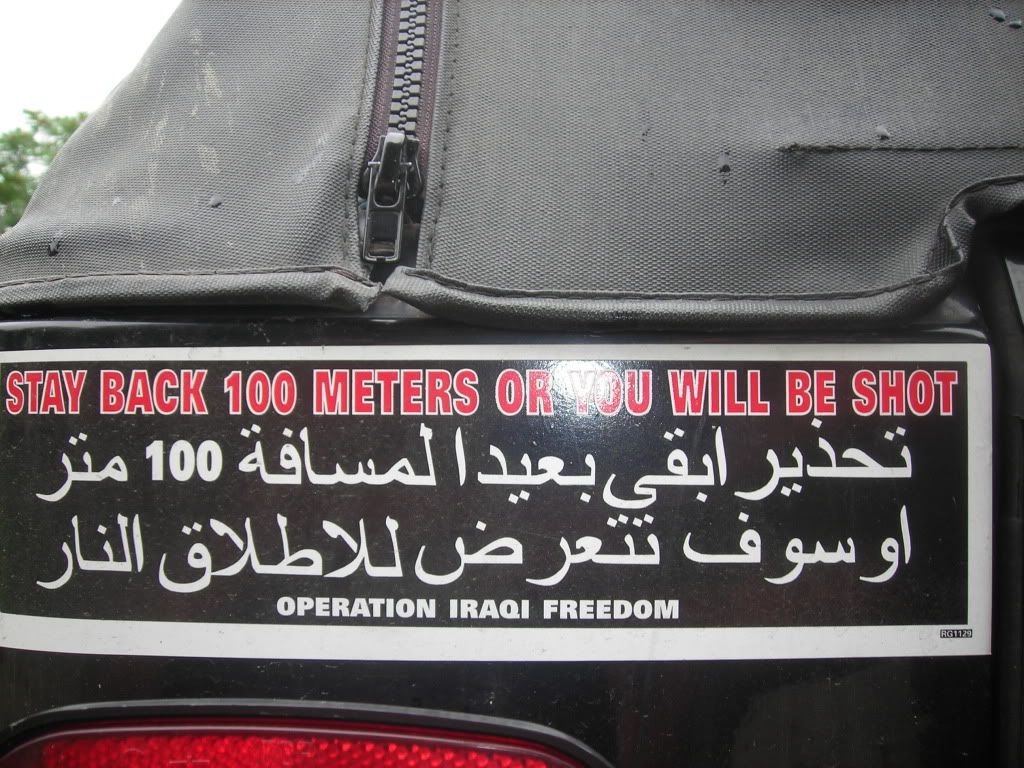 STAY BACK 100 METERS OR YOU WILL BE SHOT
تحذير ابقي بعيدا لمسافة 100 متر
او سوف تتعرض للاطلاق النار
OPERATION IRAQI FREEDOM
RG1129